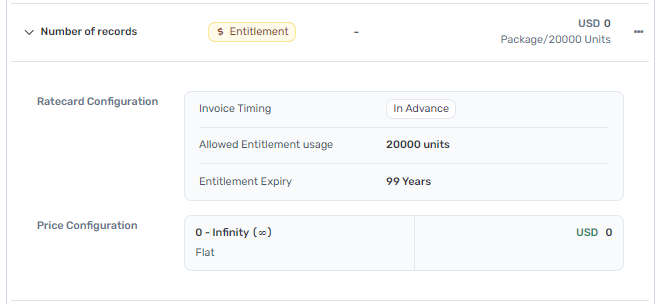 Number of records
$ Entitlement
-
USD 0
Package/20000 Units
Ratecard Configuration
Invoice Timing
In Advance
Allowed Entitlement usage
20000 units
Entitlement Expiry
99 Years
Price Configuration
0 - Infinity (∞)
USD 0
Flat